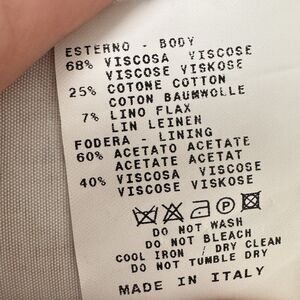 ESTERNO - BODY
68% VISCOSA VISCOSE
VISCOSE VISKOSE
25% COTONE COTTON
COTON BAUMWOLLE
7% LINO FLAX
LIN LEINEN
FODERA - LINING
60% ACETATO ACETATE
ACETATE ACETAT
40% VISCOSA VISCOSE
VISCOSE VISKOSE
P
DO NOT WASH
DO NOT BLEACH
COOL IRON / DRY CLEAN
DO NOT TUMBLE DRY
MADE IN ITALY